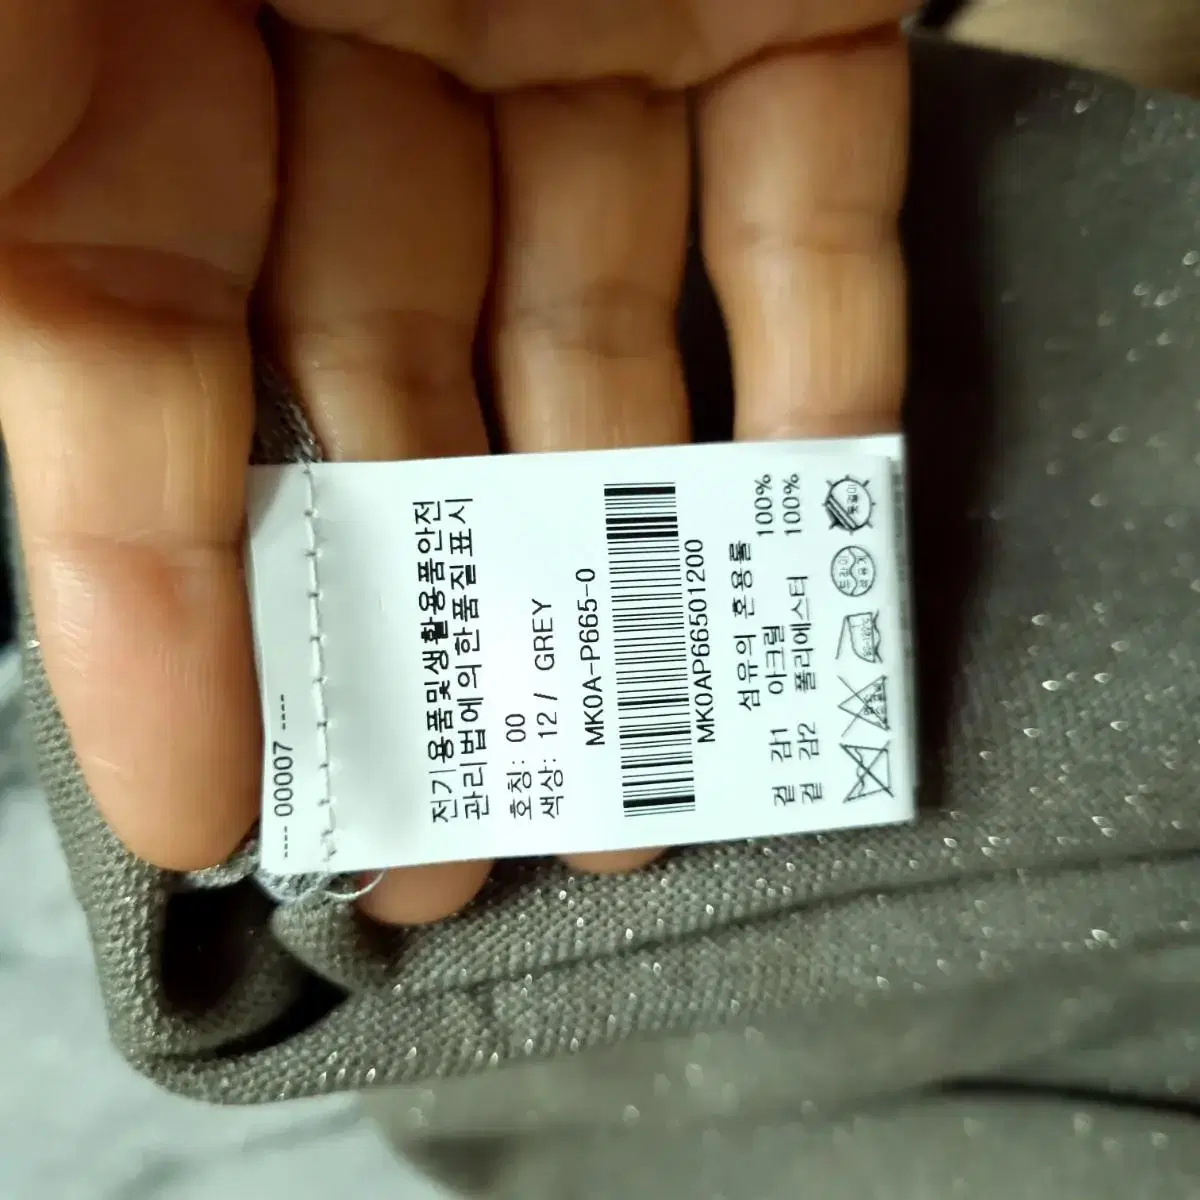 ---- 00007 ----
전기용품및생활용품안전
관리법에의한품질표시
호칭: 00
색상: 12 / GREY
MK0A-P665-0
MK0AP66501200
섬유의 혼용률
겉 감1 아크릴 100%
겉 감2 폴리에스터 100%